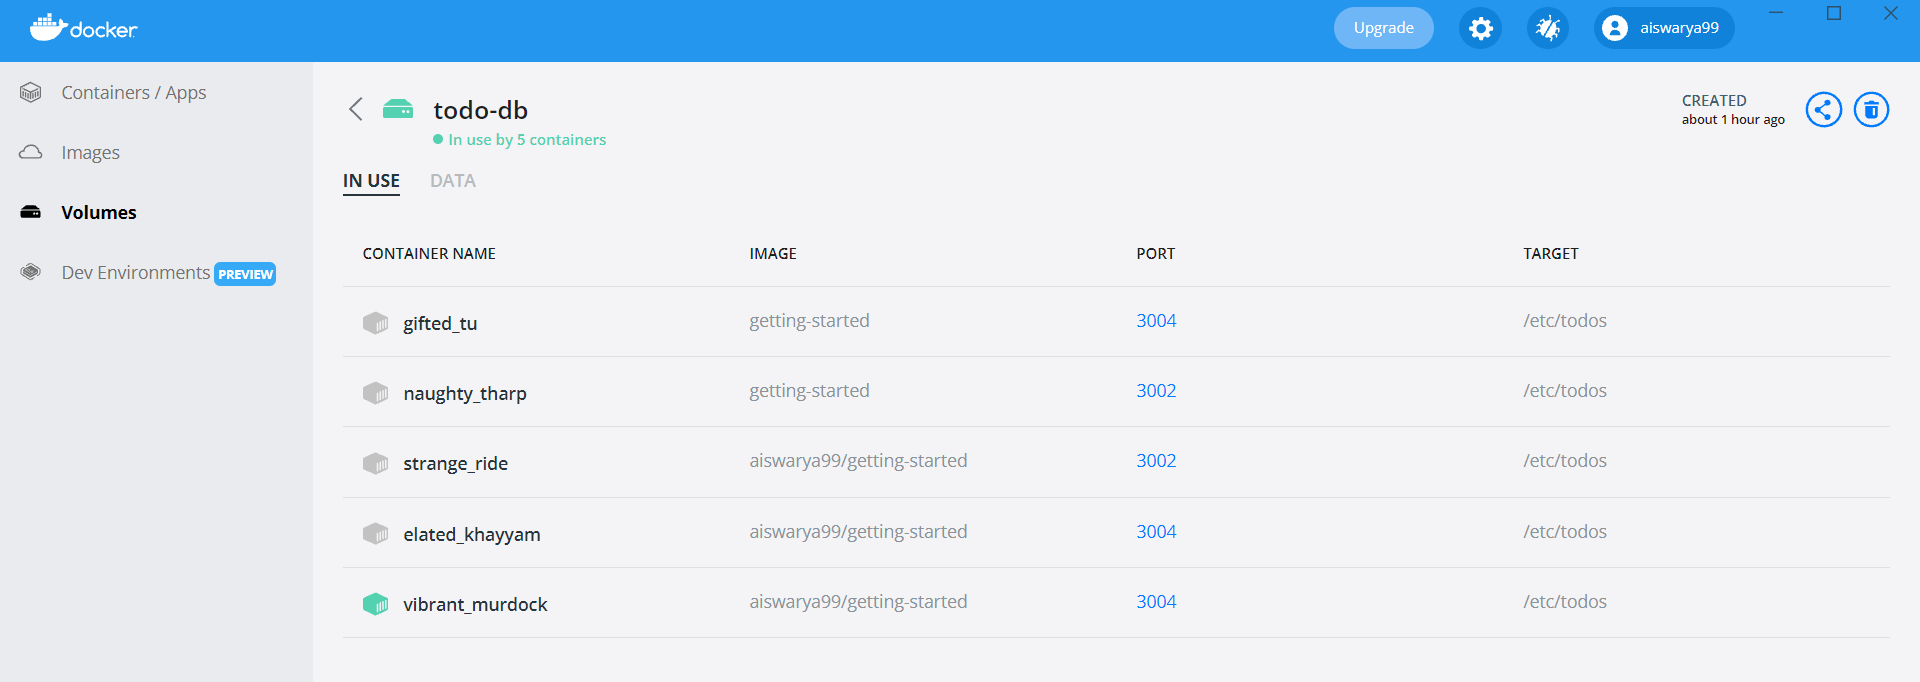 docker
Upgrade
aiswarya99
Containers / Apps
Images
Volumes
Dev Environments PREVIEW
todo-db
In use by 5 containers
CREATED
about 1 hour ago
IN USE DATA
CONTAINER NAME IMAGE PORT TARGET
gifted_tu getting-started 3004 /etc/todos
naughty_tharp getting-started 3002 /etc/todos
strange_ride aiswarya99/getting-started 3002 /etc/todos
elated_khayyam aiswarya99/getting-started 3004 /etc/todos
vibrant_murdock aiswarya99/getting-started 3004 /etc/todos